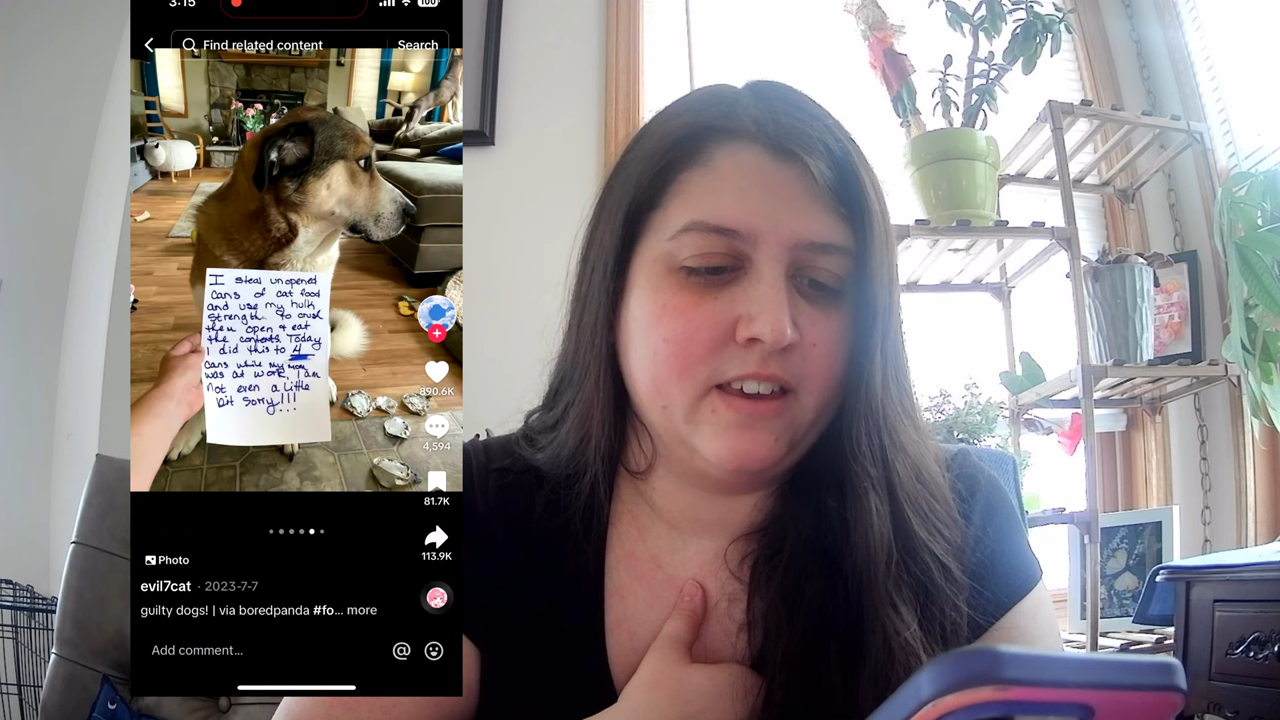 3:15
100
Find related content
Search
I steal unopened
cans of cat food
and use my hulk
strength to crush
them open & eat
the contents. Today
I did this to 4
cans while my mom
was at work, I am
not even a little
bit sorry!!!
890.6K
4,594
81.7K
113.9K
Photo
evil7cat · 2023-7-7
guilty dogs! | via boredpanda #fo... more
Add comment...
@